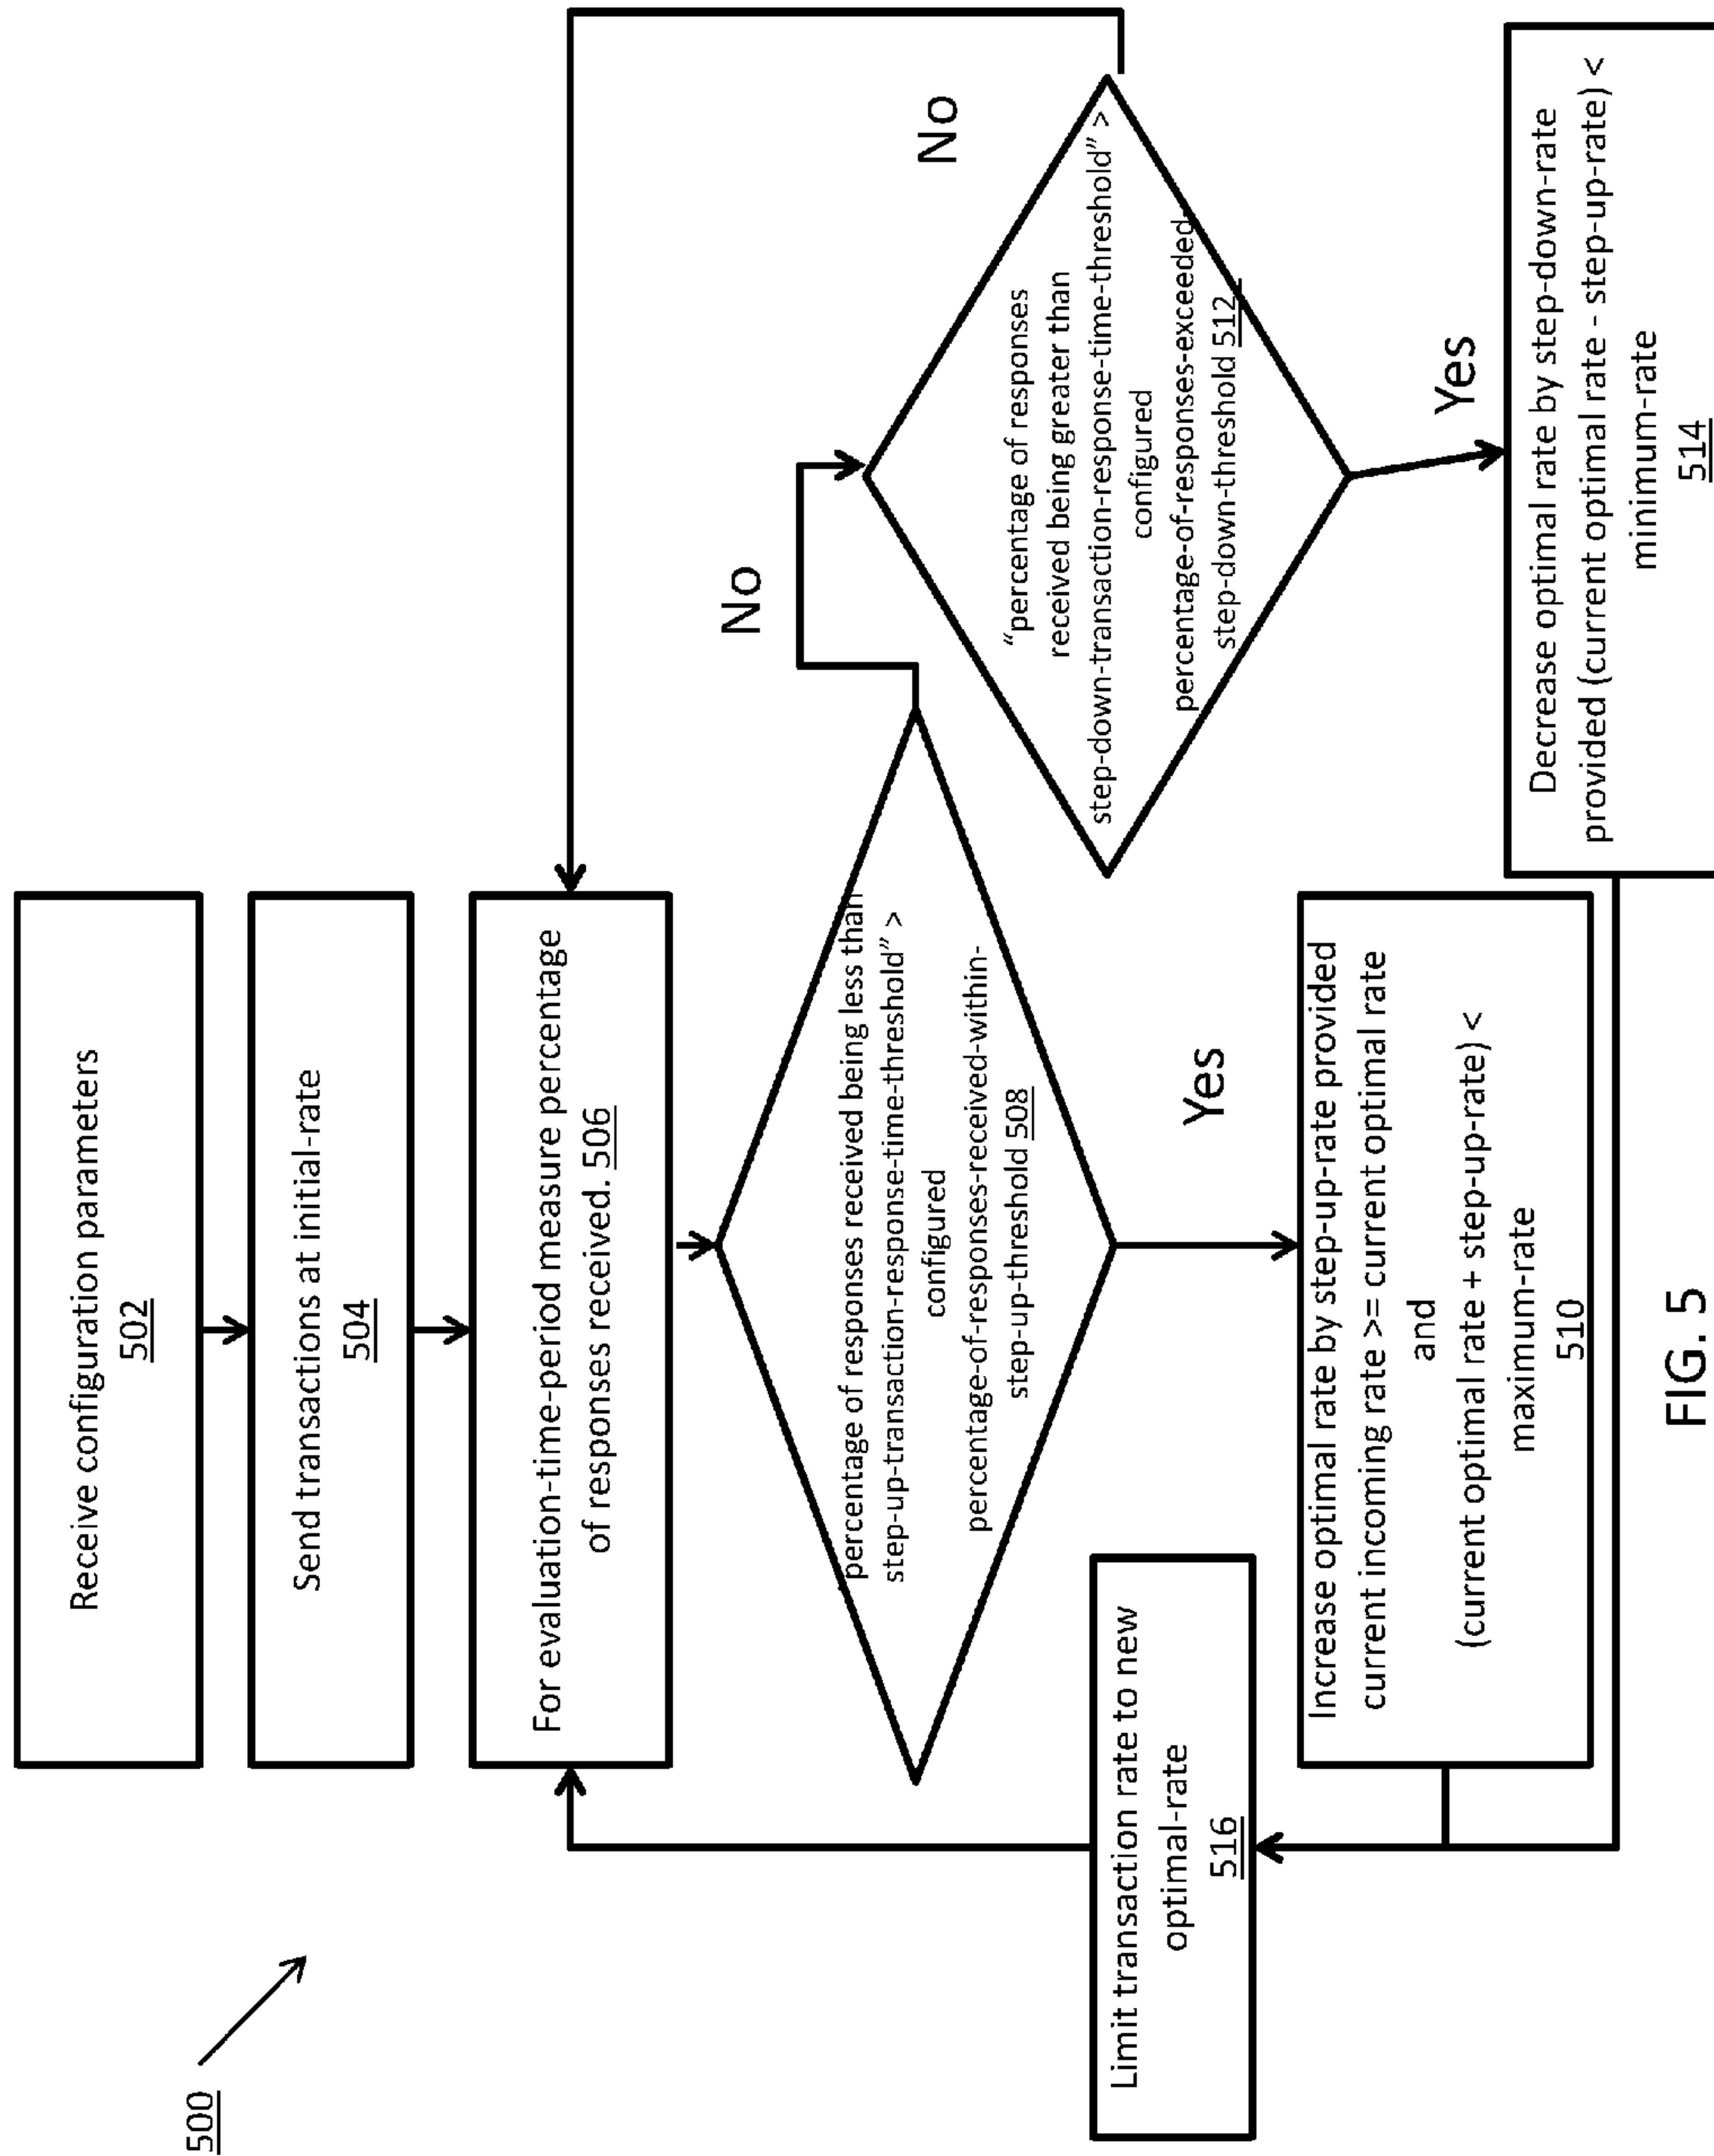 500
Receive configuration parameters
502
Send transactions at initial-rate
504
For evaluation-time-period measure percentage
of responses received. 506
"percentage of responses received being less than
step-up-transaction-response-time-threshold" >
configured
percentage-of-responses-received-within-
step-up-threshold 508
No
Yes
"percentage of responses
received being greater than
step-down-transaction-response-time-threshold" >
configured
percentage-of-responses-exceeded-
step-down-threshold 512
No
Yes
Limit transaction rate to new
optimal-rate
516
Increase optimal rate by step-up-rate provided
current incoming rate >= current optimal rate
and
(current optimal rate + step-up-rate) <
maximum-rate
510
Decrease optimal rate by step-down-rate
provided (current optimal rate - step-up-rate) <
minimum-rate
514
FIG. 5